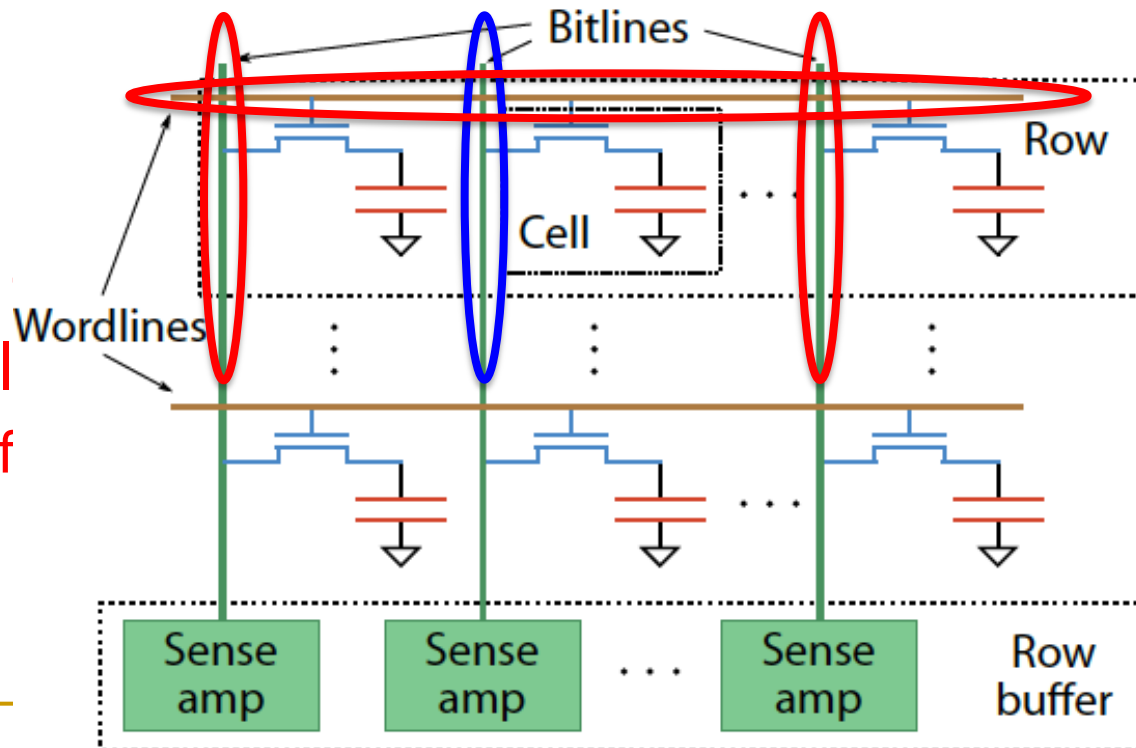 Bitlines
Row
Cell
Wordlines
l
f
Sense
amp
Sense
amp
Sense
amp
Row
buffer